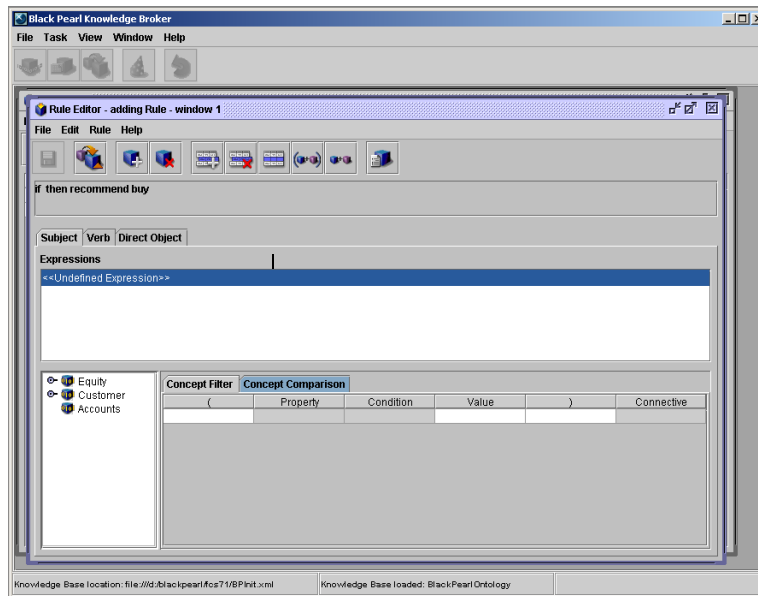 Black Pearl Knowledge Broker
File Task View Window Help
Rule Editor - adding Rule - window 1
File Edit Rule Help
if then recommend buy
Subject Verb Direct Object
Expressions
<<Undefined Expression>>
Equity
Customer
Accounts
Concept Filter Concept Comparison
( Property Condition Value ) Connective
Knowledge Base location: file:///d:/blackpearl/fcs71/BPInit.xml Knowledge Base loaded: BlackPearlOntology